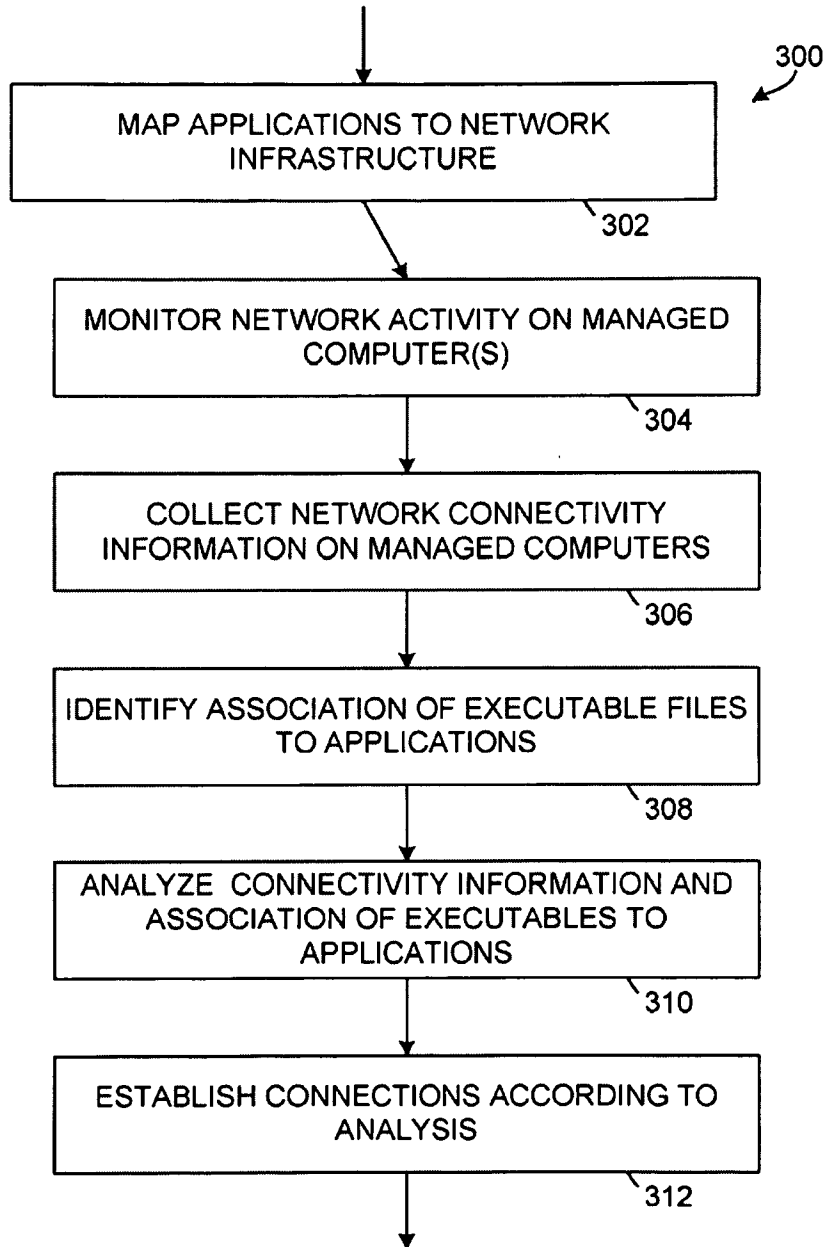 300
MAP APPLICATIONS TO NETWORK
INFRASTRUCTURE
302
MONITOR NETWORK ACTIVITY ON MANAGED
COMPUTER(S)
304
COLLECT NETWORK CONNECTIVITY
INFORMATION ON MANAGED COMPUTERS
306
IDENTIFY ASSOCIATION OF EXECUTABLE FILES
TO APPLICATIONS
308
ANALYZE CONNECTIVITY INFORMATION AND
ASSOCIATION OF EXECUTABLES TO
APPLICATIONS
310
ESTABLISH CONNECTIONS ACCORDING TO
ANALYSIS
312